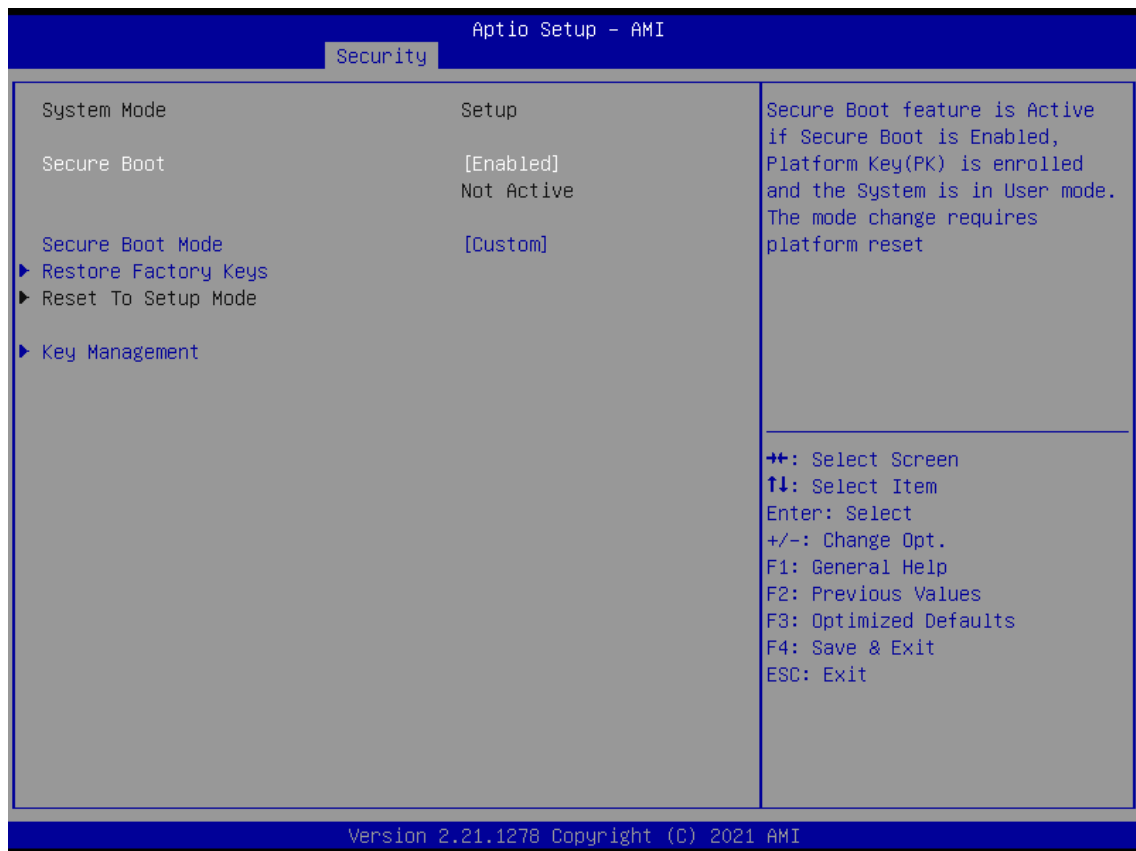 Aptio Setup - AMI
Security
System Mode Setup
Secure Boot [Enabled]
Not Active
Secure Boot Mode [Custom]
Restore Factory Keys
Reset To Setup Mode
Key Management
Secure Boot feature is Active
if Secure Boot is Enabled,
Platform Key(PK) is enrolled
and the System is in User mode.
The mode change requires
platform reset
→←: Select Screen
↑↓: Select Item
Enter: Select
+/-: Change Opt.
F1: General Help
F2: Previous Values
F3: Optimized Defaults
F4: Save & Exit
ESC: Exit
Version 2.21.1278 Copyright (C) 2021 AMI